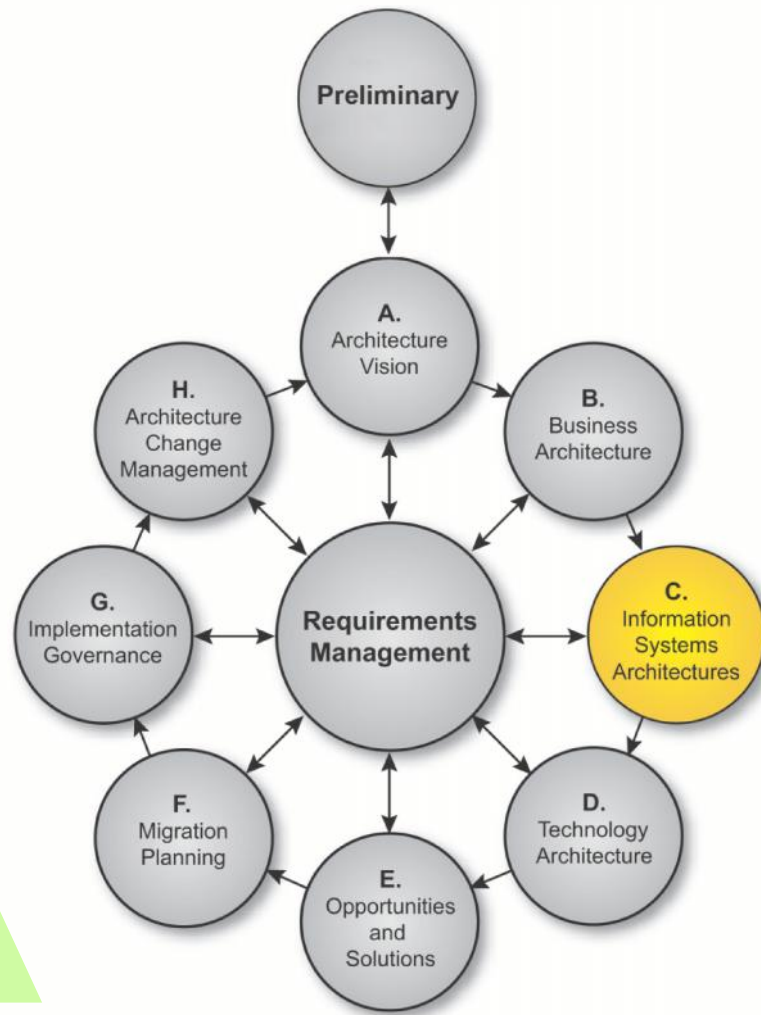 Preliminary
A.
Architecture
Vision
B.
Business
Architecture
C.
Information
Systems
Architectures
D.
Technology
Architecture
E.
Opportunities
and
Solutions
F.
Migration
Planning
G.
Implementation
Governance
H.
Architecture
Change
Management
Requirements
Management